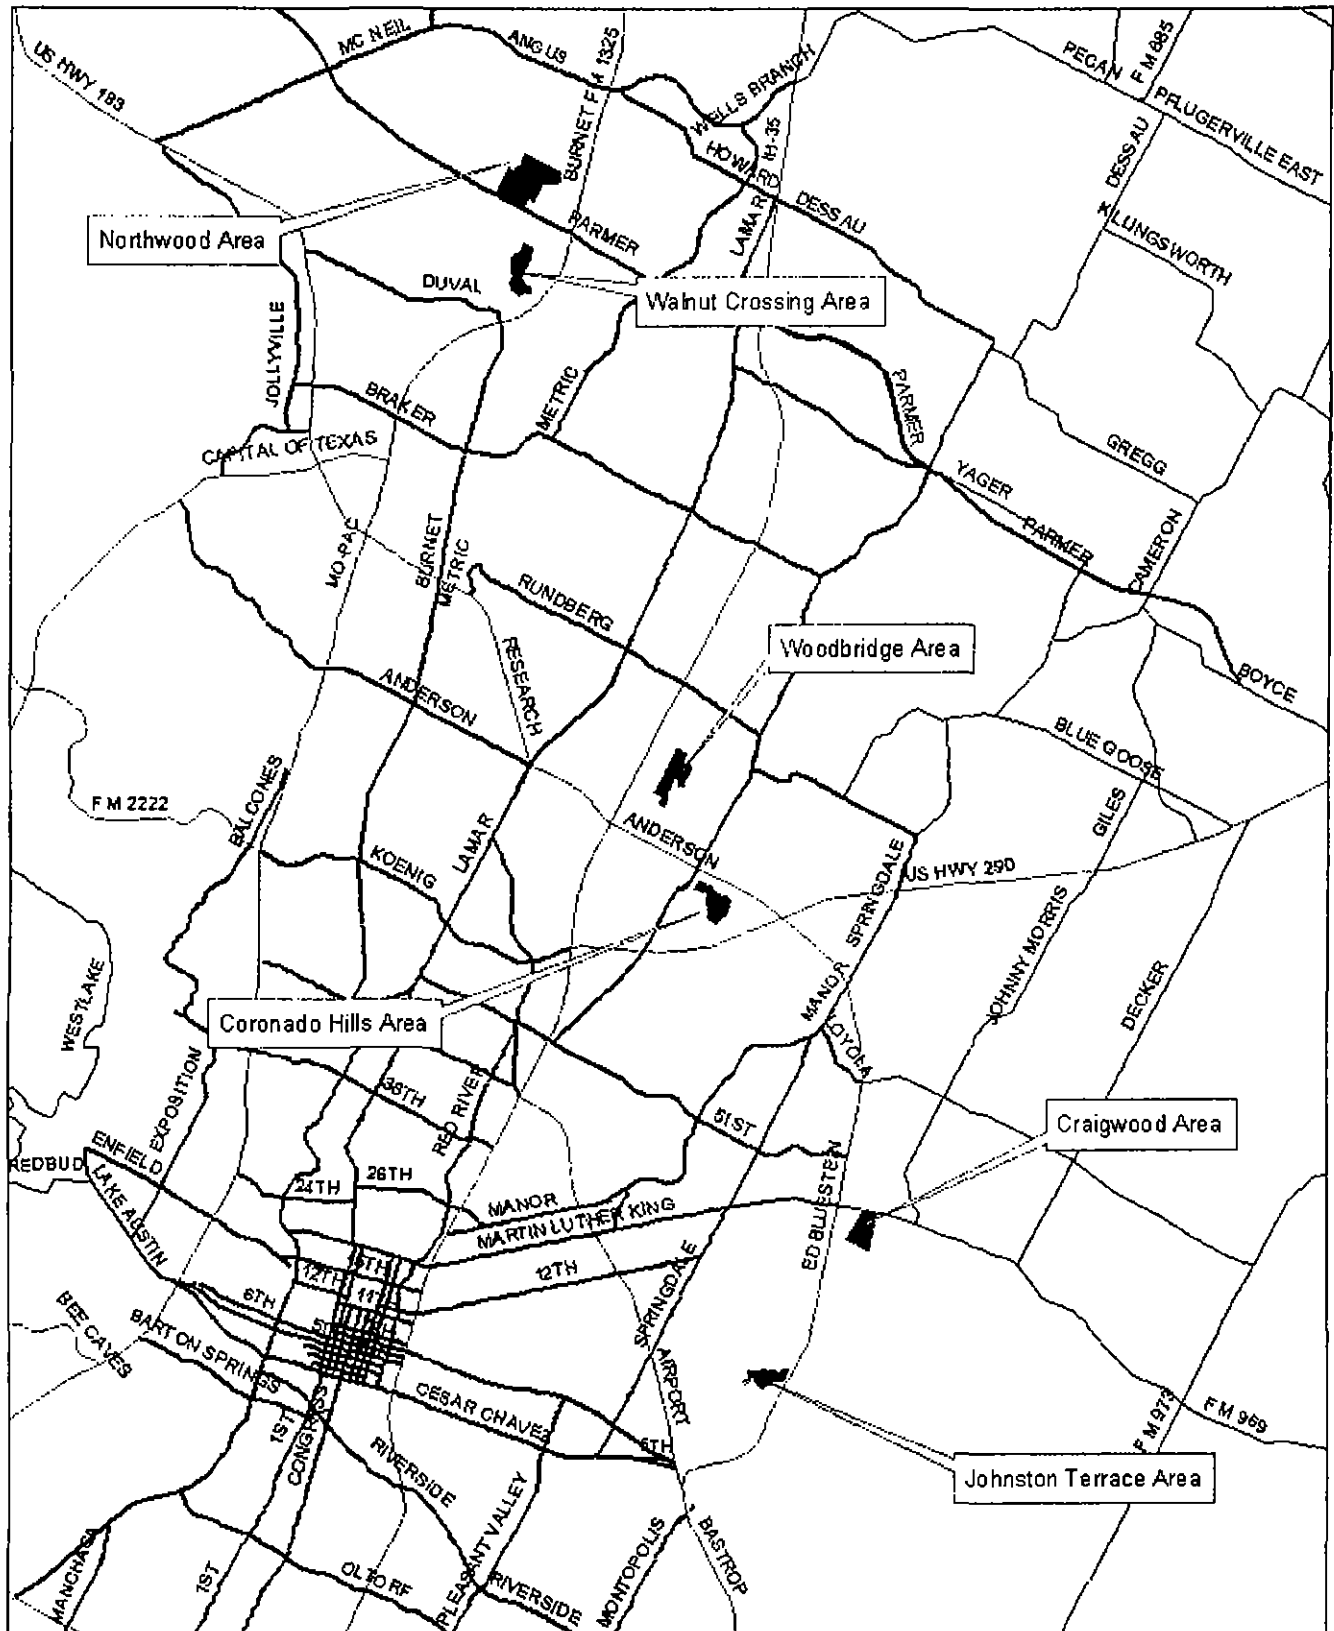 MC NEIL
ANGUS
BURNET FM 1325
US HWY 183
WELLS BRANCH
PECAN
FM 685
PFLUGERVILLE EAST
IH-35
HOWARD
DESSAU
DESSAU
KILLINGSWORTH
LAMAR
Northwood Area
PARMER
DUVAL
Walnut Crossing Area
JOLLYVILLE
BRAKER
METRIC
PARMER
CAPITAL OF TEXAS
GREGG
YAGER
PARMER
CAMERON
MO-PAC
BURNET
METRIC
RUNDBERG
RESEARCH
Woodbridge Area
ANDERSON
BOYCE
BLUE GOOSE
BALCONES
FM 2222
LAMAR
ANDERSON
GILES
KOENIG
US HWY 290
SPRINGDALE
JOHNNY MORRIS
WESTLAKE
MANOR
DECKER
Coronado Hills Area
LOYOLA
EXPOSITION
38TH
RED RIVER
51 ST
Craigwood Area
ENFIELD
REDBUD
LAKE AUSTIN
24TH
26TH
MANOR
MARTIN LUTHER KING
ED BLUESTEIN
15TH
12TH
12TH
11TH
6TH
5TH
SPRINGDALE
BEE CAVES
BARTON SPRINGS
AIRPORT
CESAR CHAVEZ
FM 973
FM 969
1ST
CONGRESS
RIVERSIDE
5TH
Johnston Terrace Area
PLEASANT VALLEY
MANCHACA
1ST
OLTORF
RIVERSIDE
MONTOPOLIS
BASTROP